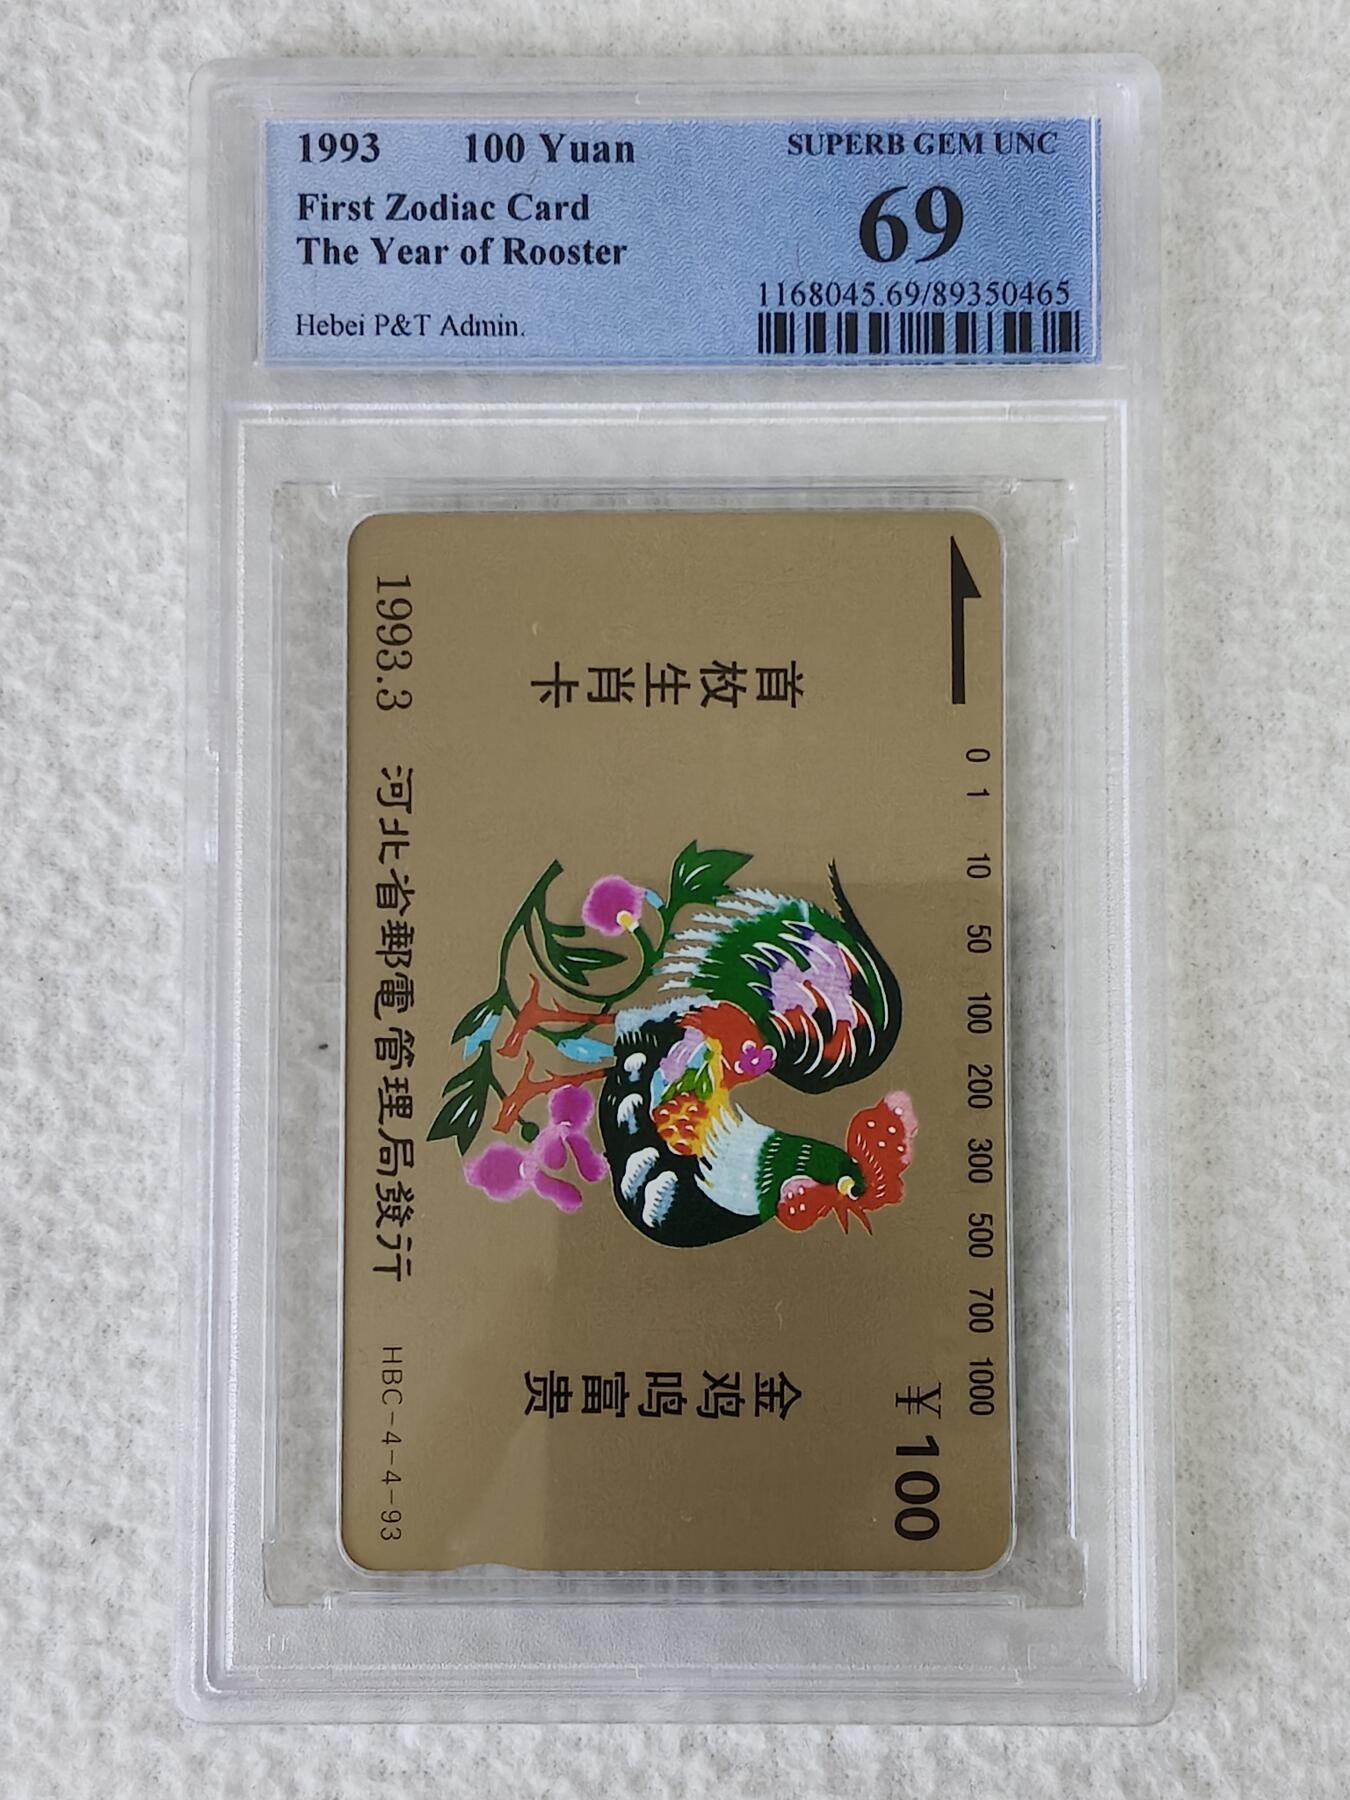 1993 100 Yuan
First Zodiac Card
The Year of Rooster
Hebei P&T Admin.
SUPERB GEM UNC
69
1168045.69/89350465
0 1 10 50 100 200 300 500 700 1000
¥100
首枚生肖卡
金鸡鸣富贵
1993.3 河北省郵電管理局發行 HBC-4-4-93